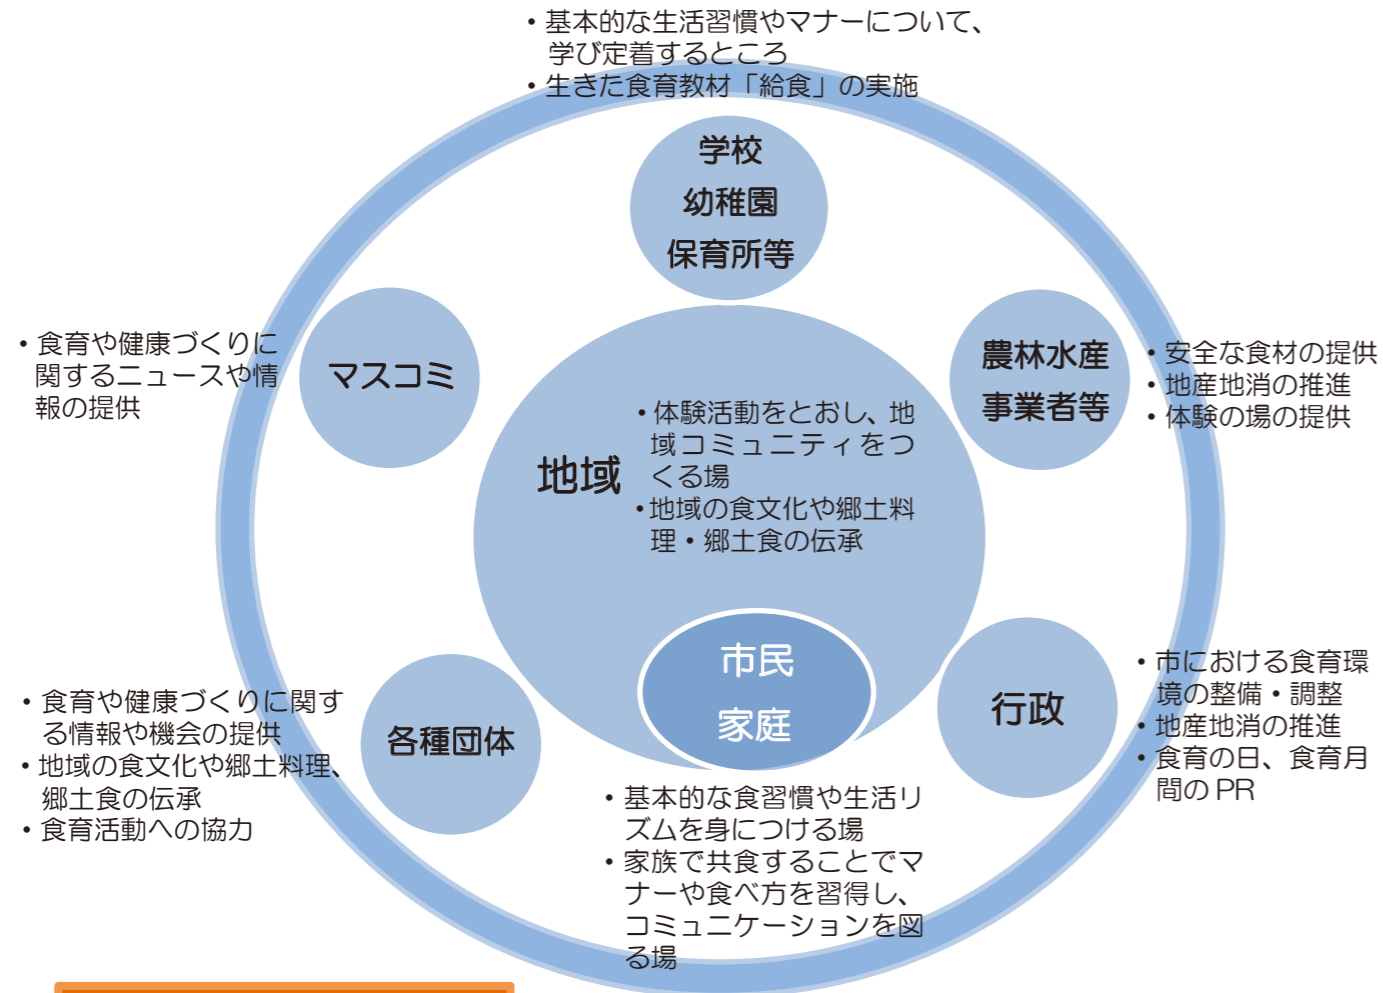 ・基本的な生活習慣やマナーについて、
学び定着するところ
・生きた食育教材「給食」の実施
学校
幼稚園
保育所等
マスコミ
・食育や健康づくりに
関するニュースや情
報の提供
農林水産
事業者等
・安全な食材の提供
・地産地消の推進
・体験の場の提供
地域
・体験活動をとおし、地
域コミュニティをつ
くる場
・地域の食文化や郷土料
理・郷土食の伝承
市民
家庭
・基本的な食習慣や生活リ
ズムを身につける場
・家族で共食することでマ
ナーや食べ方を習得し、
コミュニケーションを図
る場
行政
・市における食育環
境の整備・調整
・地産地消の推進
・食育の日、食育月
間の PR
各種団体
・食育や健康づくりに関す
る情報や機会の提供
・地域の食文化や郷土料理、
郷土食の伝承
・食育活動への協力